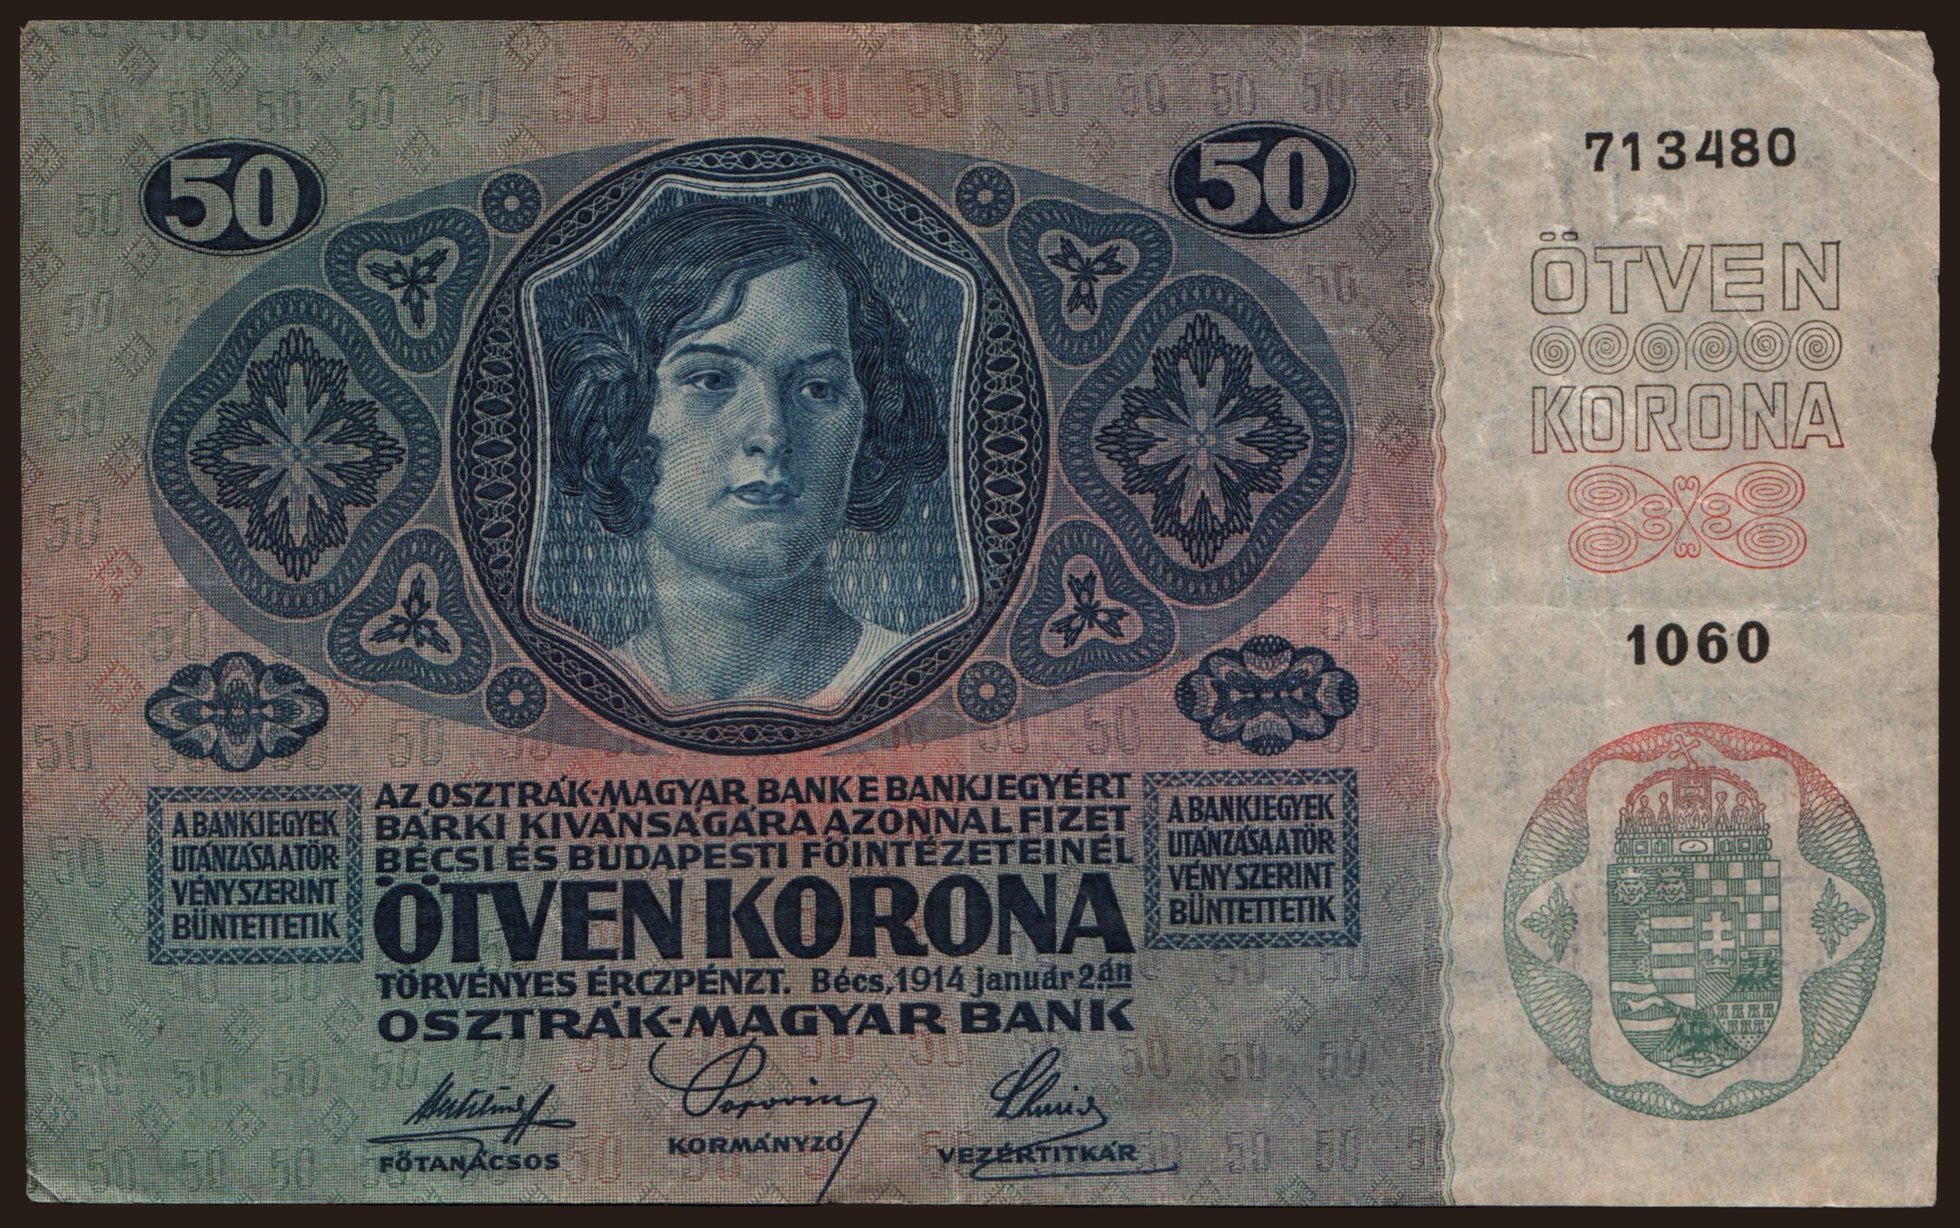 50
50
713480
ÖTVEN
KORONA
1060
AZ OSZTRÁK-MAGYAR BANK E BANKJEGYÉRT
BÁRKI KIVÁNSÁGÁRA AZONNAL FIZET
BÉCSI ÉS BUDAPESTI FŐINTÉZETEINÉL
ÖTVEN KORONA
TÖRVÉNYES ÉRCZPÉNZT. Bécs, 1914 január 2.án
OSZTRÁK-MAGYAR BANK
A BANKJEGYEK
UTÁNZÁSA A TÖR-
VÉNY SZERINT
BÜNTETTETIK
A BANKJEGYEK
UTÁNZÁSA A TÖR-
VÉNY SZERINT
BÜNTETTETIK
Popovics
FŐTANÁCSOS
KORMÁNYZÓ
VEZÉRTITKÁR